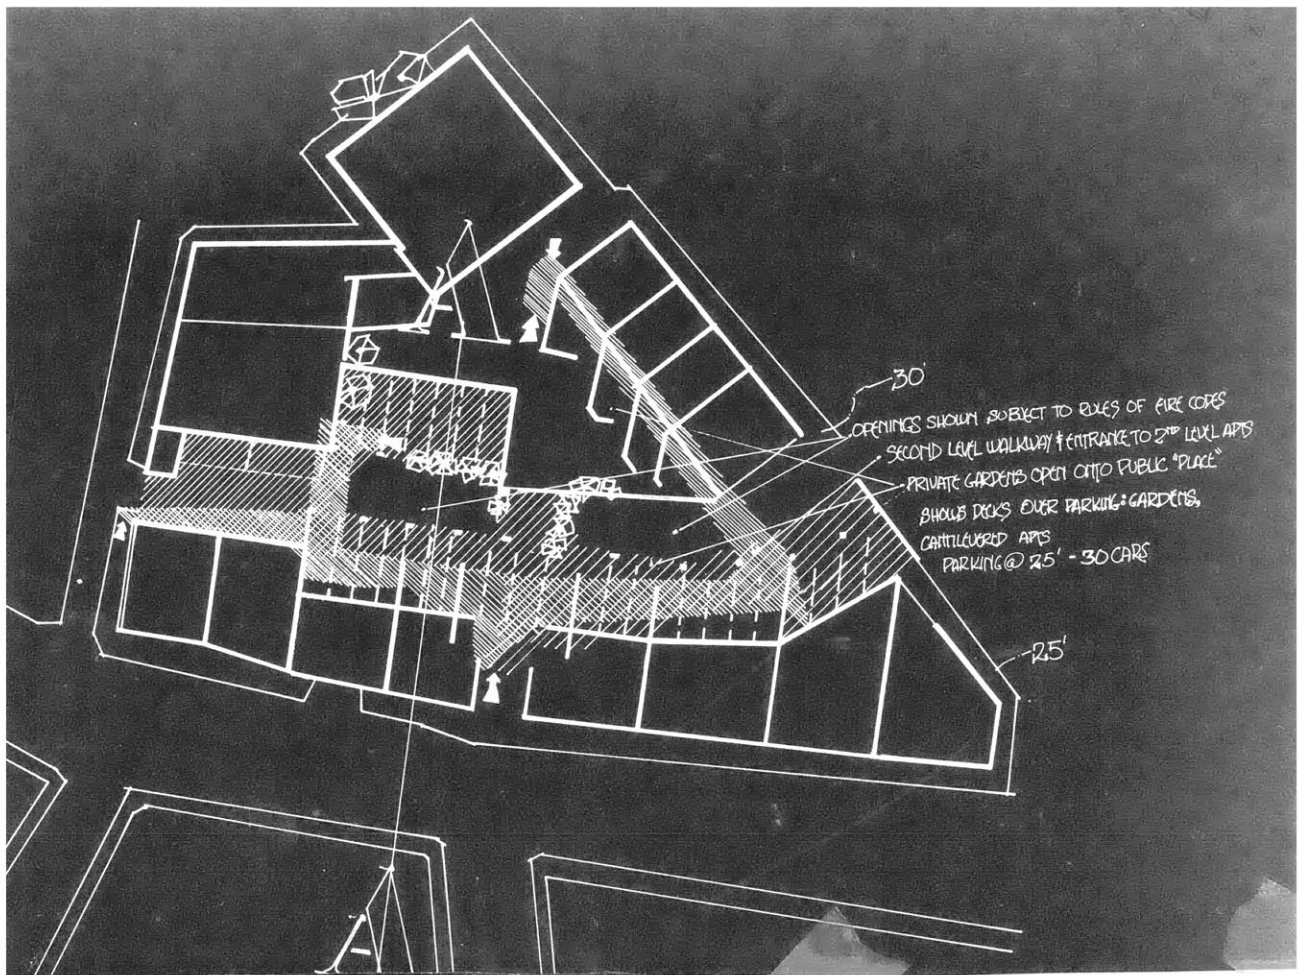 30'
OPENINGS SHOWN SUBJECT TO RULES OF FIRE CODES
SECOND LEVEL WALKWAY & ENTRANCE TO 2ND LEVEL APTS
PRIVATE GARDENS OPEN ONTO PUBLIC "PLACE"
SHOWS DECKS OVER PARKING: GARDENS,
CANTILEVERED APTS
PARKING @ 25' - 30 CARS
25'